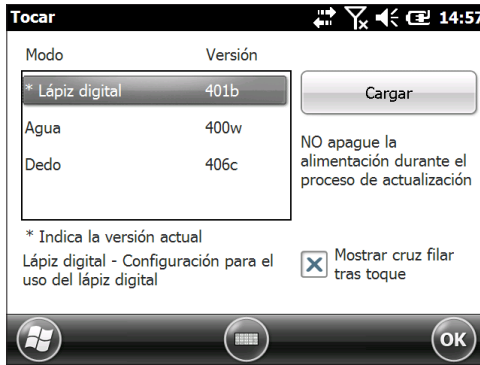 Tocar 14:57
Modo Versión
* Lápiz digital 401b
Agua 400w
Dedo 406c
Cargar
NO apague la
alimentación durante el
proceso de actualización
* Indica la versión actual
Lápiz digital - Configuración para el
uso del lápiz digital
Mostrar cruz filar
tras toque
OK